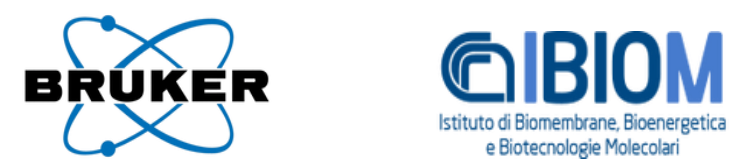 BRUKER
IBIOM
Istituto di Biomembrane, Bioenergetica
e Biotecnologie Molecolari